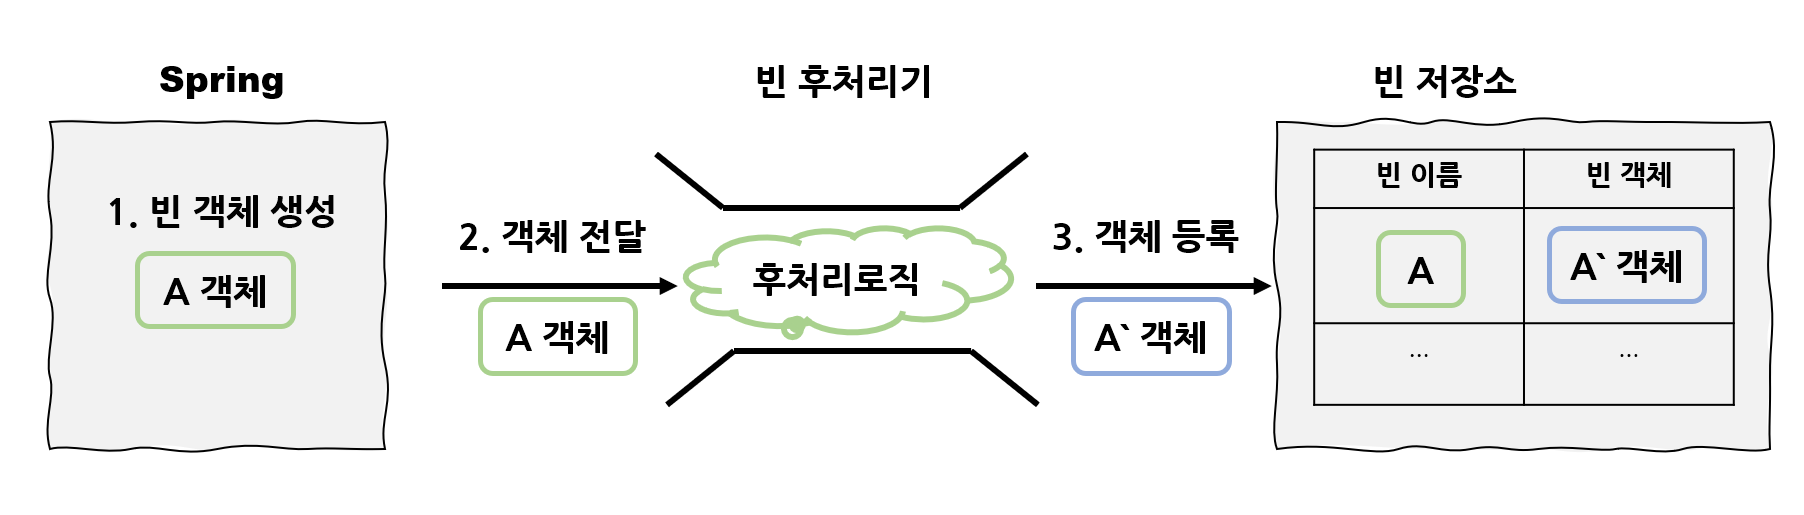 Spring
1. 빈 객체 생성
A 객체
2. 객체 전달
A 객체
빈 후처리기
후처리로직
3. 객체 등록
A` 객체
빈 저장소
빈 이름 빈 객체
A A` 객체
... ...